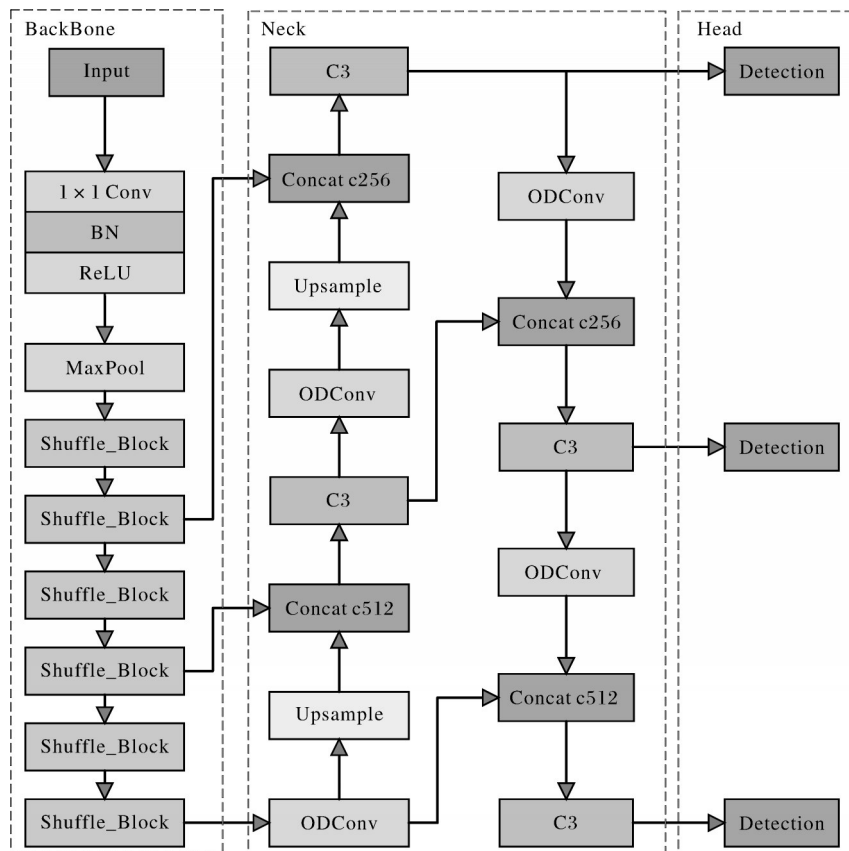 BackBone
Input
1 × 1 Conv
BN
ReLU
MaxPool
Shuffle_Block
Shuffle_Block
Shuffle_Block
Shuffle_Block
Shuffle_Block
Shuffle_Block
Neck
C3
Concat c256
Upsample
ODConv
C3
Concat c512
Upsample
ODConv
ODConv
Concat c256
C3
ODConv
Concat c512
C3
Head
Detection
Detection
Detection